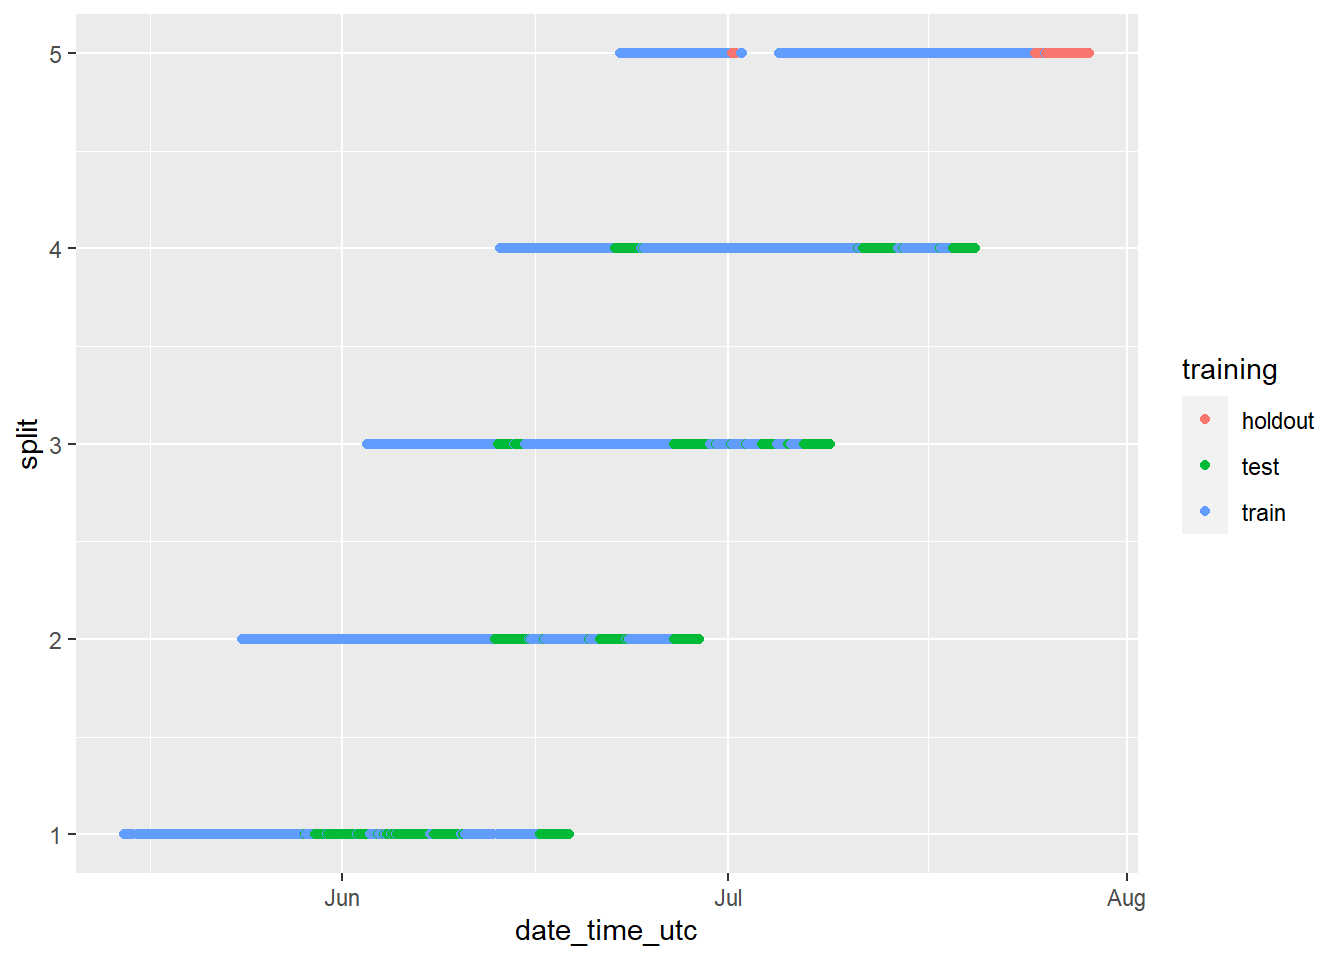 5
4
3
2
1
split
Jun
Jul
Aug
date_time_utc
training
holdout
test
train